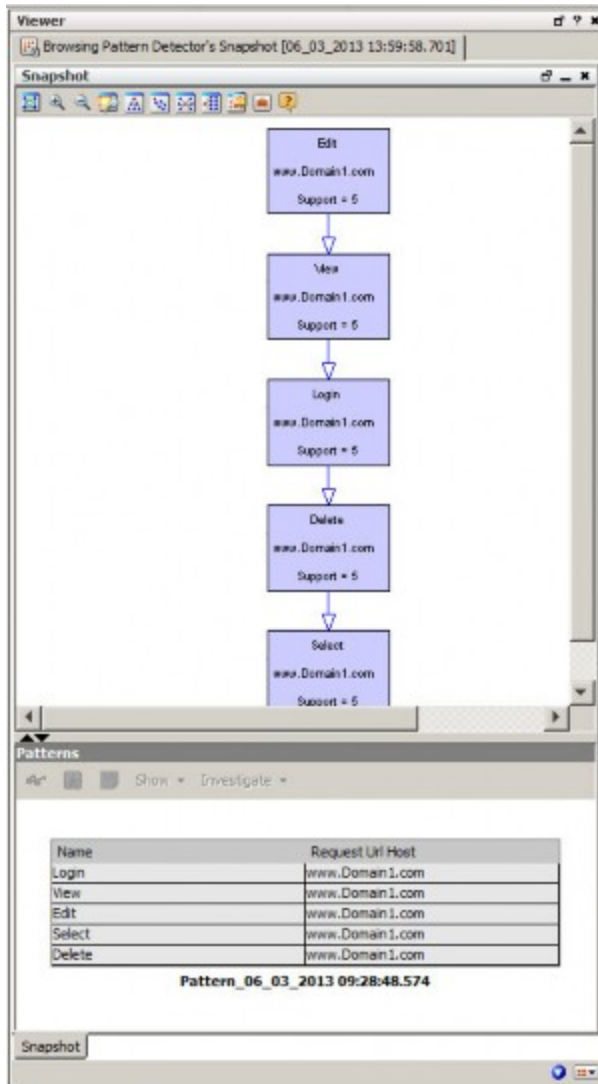 Viewer
Browsing Pattern Detector's Snapshot [06_03_2013 13:59:58.701]
Snapshot
Edit
www.Domain1.com
Support = 5
View
www.Domain1.com
Support = 5
Login
www.Domain1.com
Support = 5
Delete
www.Domain1.com
Support = 5
Select
www.Domain1.com
Support = 5
Patterns
Show Investigate
Name Request Url Host
Login www.Domain1.com
View www.Domain1.com
Edit www.Domain1.com
Select www.Domain1.com
Delete www.Domain1.com
Pattern_06_03_2013 09:28:48.574
Snapshot